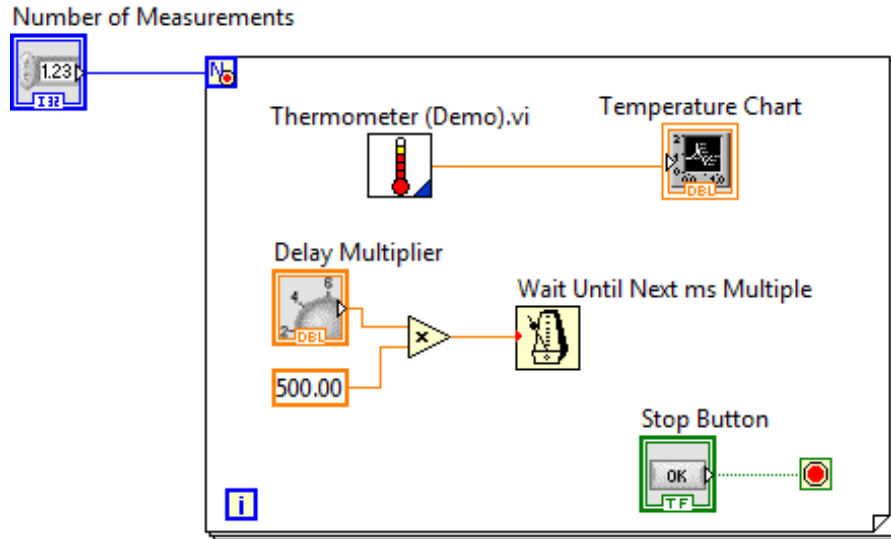 Number of Measurements
1.23
I32
N
Thermometer (Demo).vi
Temperature Chart
2
DBL
Delay Multiplier
2 4 6
DBL
Wait Until Next ms Multiple
x
500.00
Stop Button
OK
TF
i